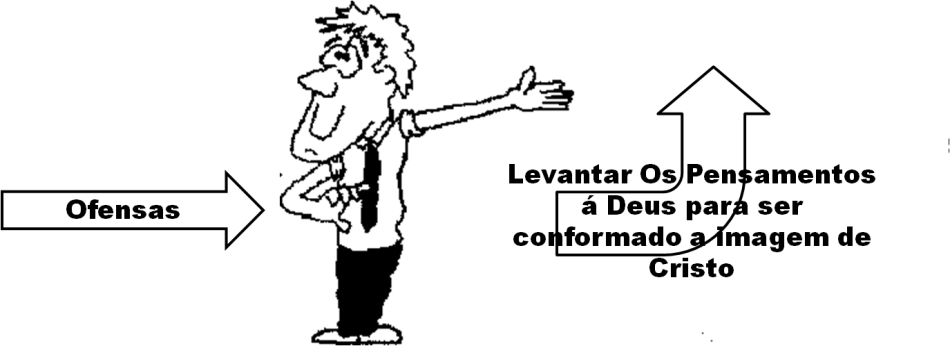 Ofensas
Levantar Os Pensamentos
á Deus para ser
conformado a imagem de
Cristo